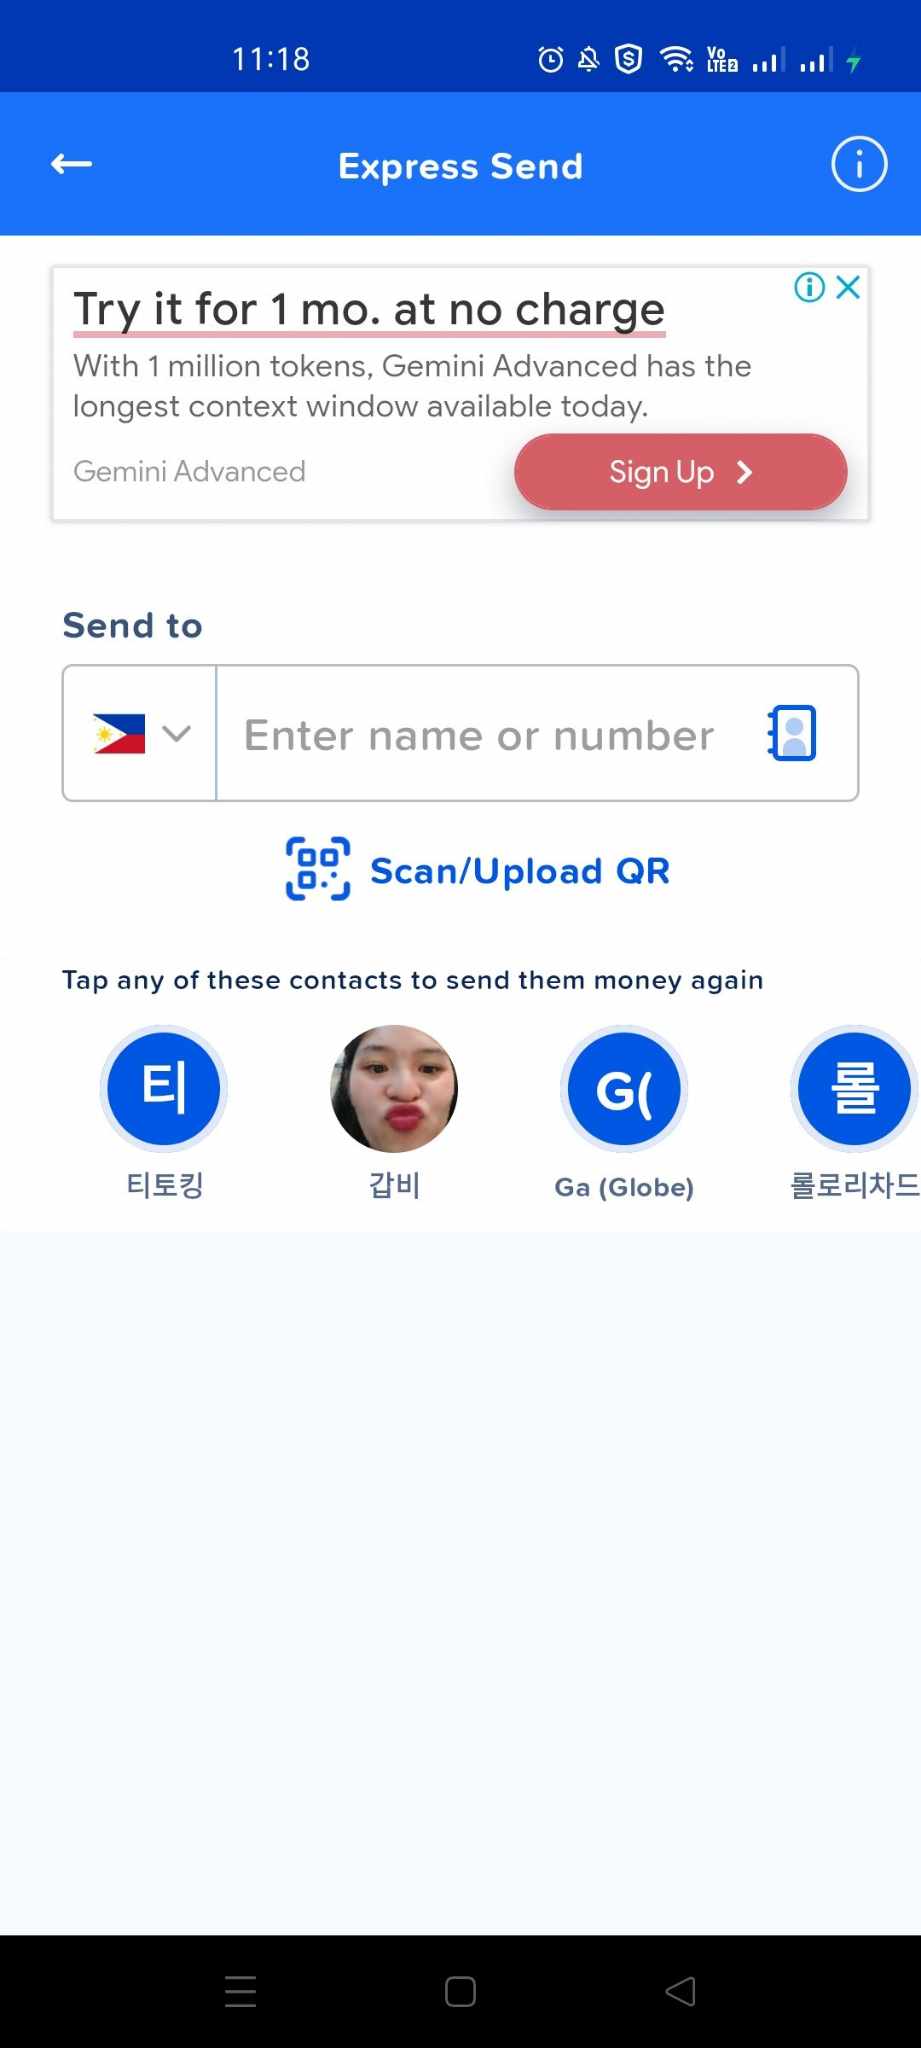 11:18
Vo
LTE2
Express Send
Try it for 1 mo. at no charge
With 1 million tokens, Gemini Advanced has the
longest context window available today.
Gemini Advanced
Sign Up
Send to
Enter name or number
Scan/Upload QR
Tap any of these contacts to send them money again
티
G(
롤
티토킹
갑비
Ga (Globe)
롤로리차드